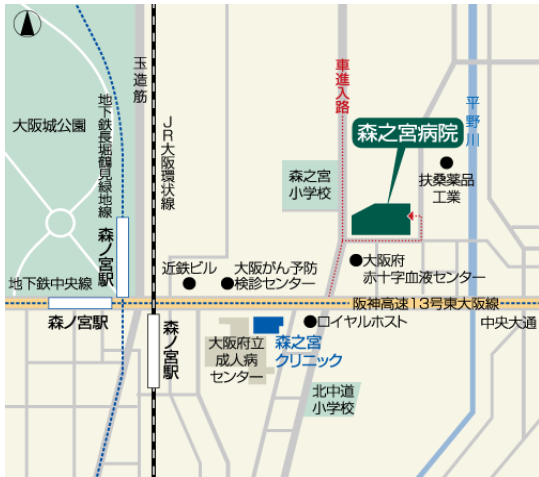 玉造筋
車進入路
地下鉄長堀鶴見緑地線
JR大阪環状線
平野川
大阪城公園
森之宮病院
森之宮
小学校
扶桑薬品
工業
森ノ宮駅
近鉄ビル
大阪がん予防
検診センター
大阪府
赤十字血液センター
地下鉄中央線
阪神高速13号東大阪線
森ノ宮駅
森ノ宮駅
ロイヤルホスト
中央大通
大阪府立
成人病
センター
森之宮
クリニック
北中道
小学校